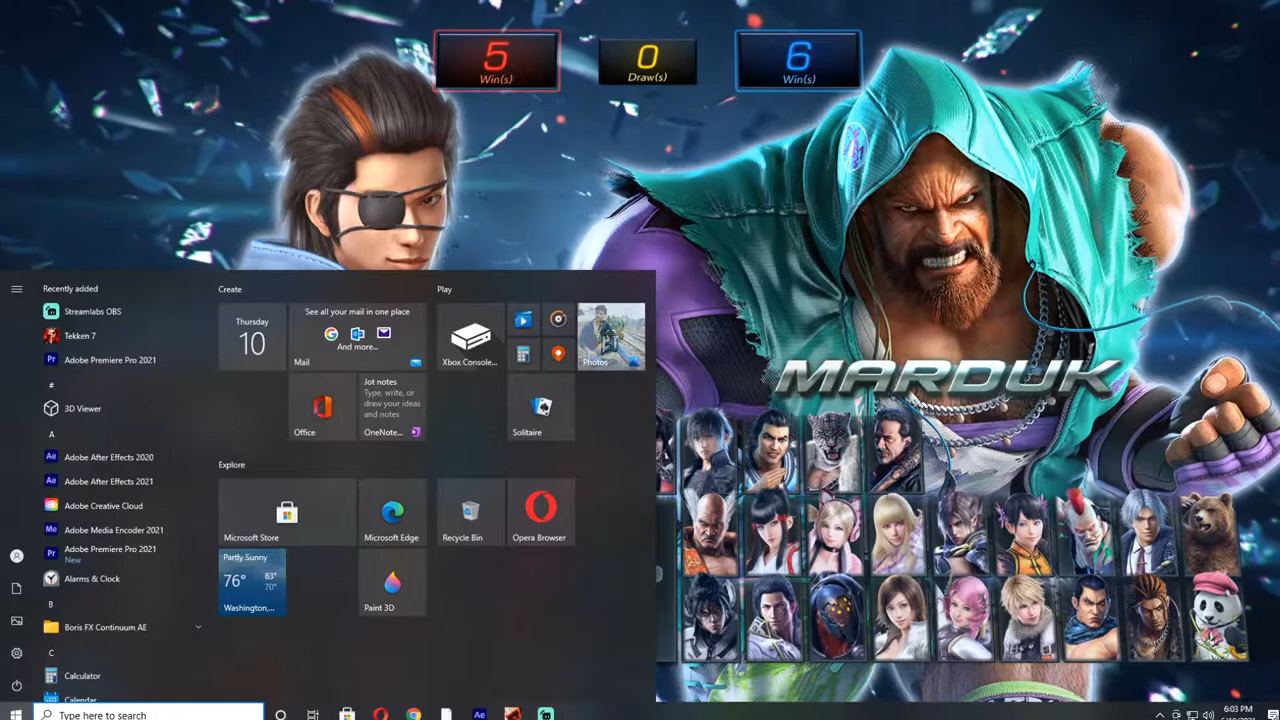 5
Win(s)
0
Draw(s)
6
Win(s)
MARDUK
Recently added
Streamlabs OBS
Tekken 7
Adobe Premiere Pro 2021
#
3D Viewer
A
Adobe After Effects 2020
Adobe After Effects 2021
Adobe Creative Cloud
Adobe Media Encoder 2021
Adobe Premiere Pro 2021
New
Alarms & Clock
B
Boris FX Continuum AE
C
Calculator
Calendar
Create
Thursday
10
See all your mail in one place
And more...
Mail
Office
Jot notes
Type, write, or
draw your ideas
and notes
OneNote...
Explore
Microsoft Store
Microsoft Edge
Partly Sunny
76°
83°
70°
Washington,...
Paint 3D
Play
Xbox Console...
Photos
Solitaire
Recycle Bin
Opera Browser
Type here to search
6:03 PM